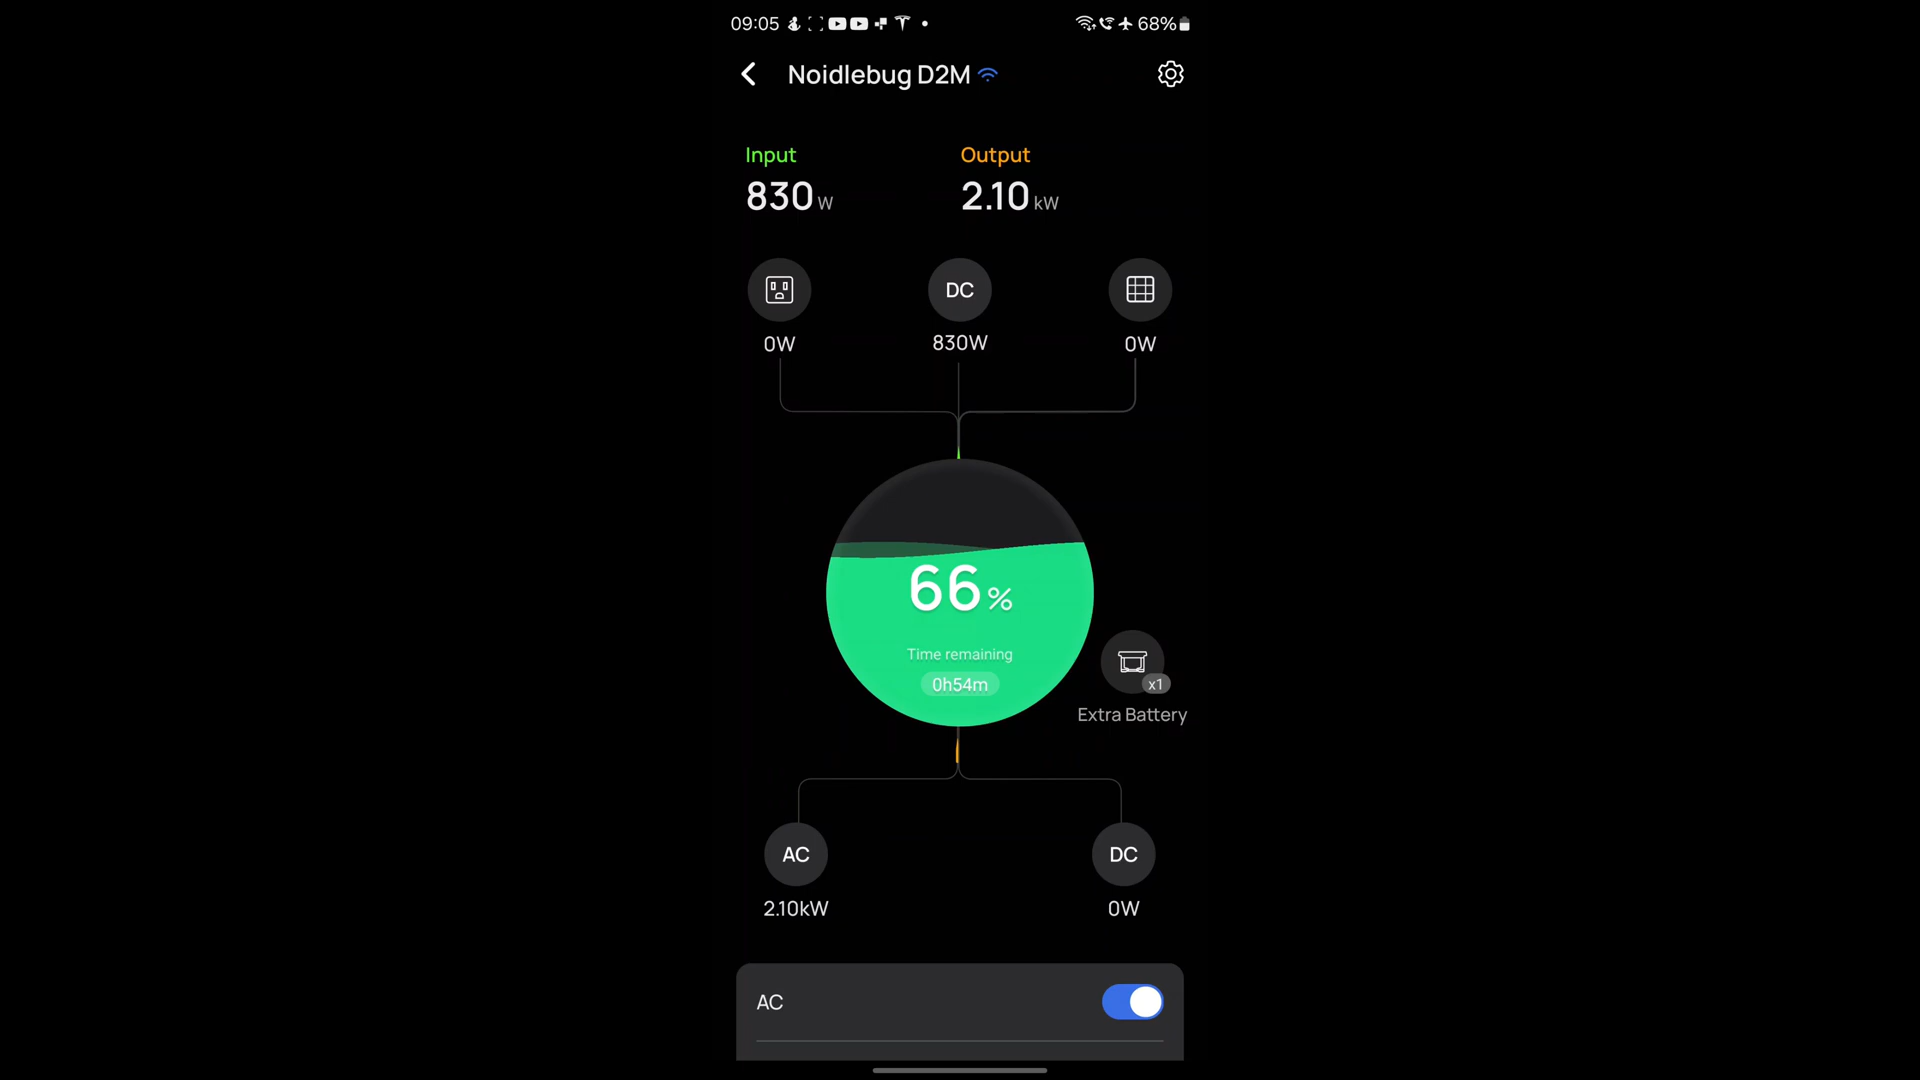 09:05 68%
Noidlebug D2M
Input Output
830 W 2.10 kW
DC
0W 830W 0W
66 %
Time remaining
0h54m
x1
Extra Battery
AC DC
2.10kW 0W
AC